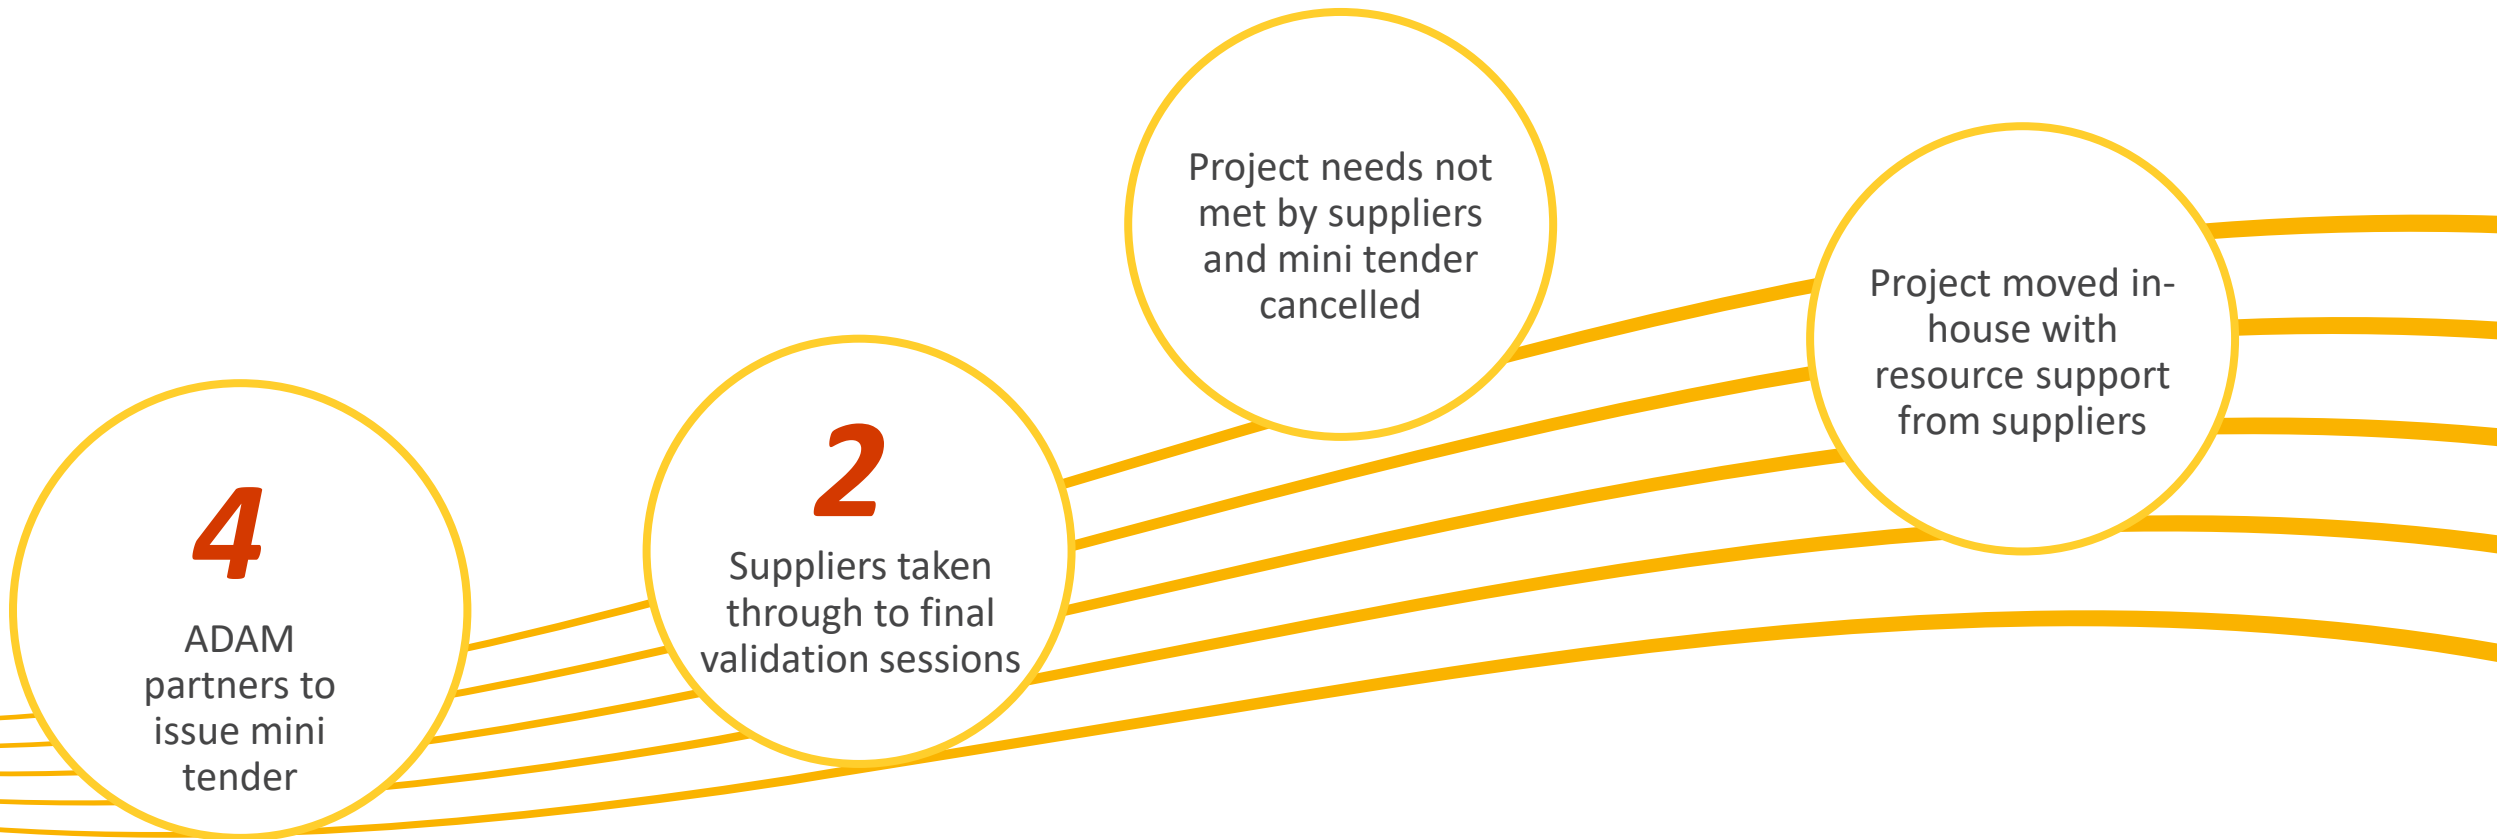 4
ADAM
partners to
issue mini
tender
2
Suppliers taken
through to final
validation sessions
Project needs not
met by suppliers
and mini tender
cancelled
Project moved in-
house with
resource support
from suppliers